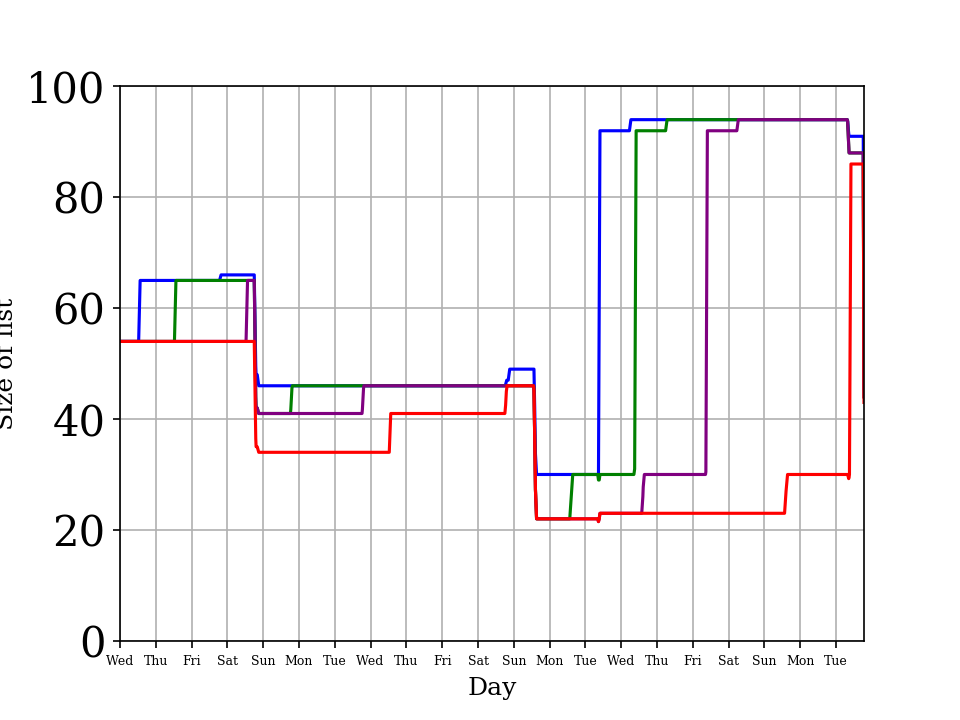 100
80
60
40
20
0
Size of list
Wed Thu Fri Sat Sun Mon Tue Wed Thu Fri Sat Sun Mon Tue Wed Thu Fri Sat Sun Mon Tue
Day